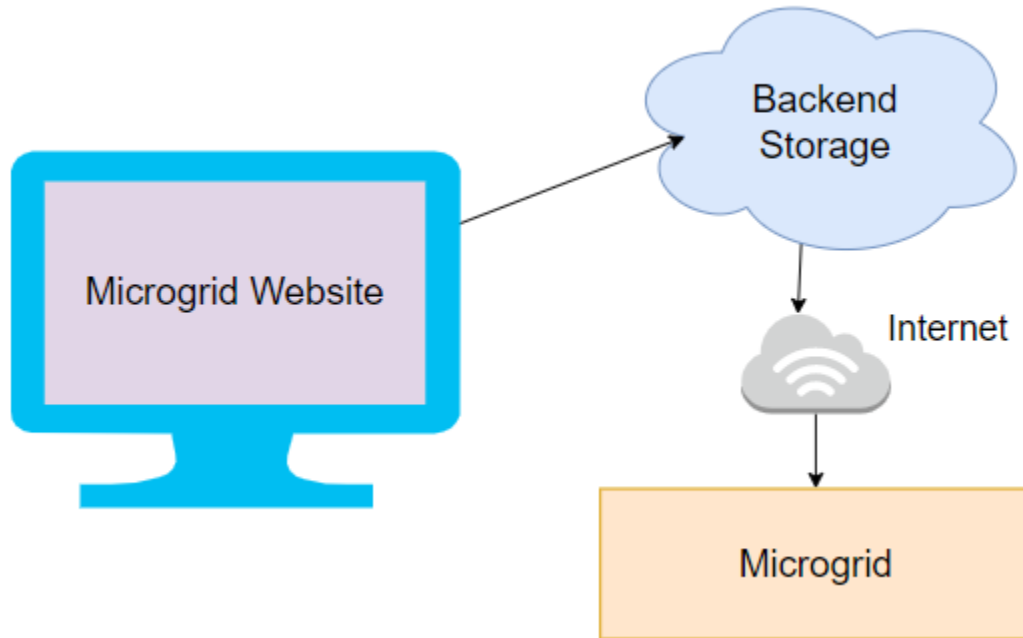 Backend
Storage
Microgrid Website
Internet
Microgrid